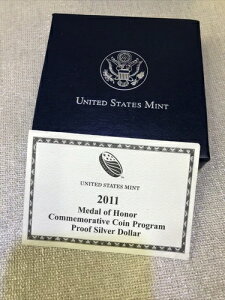 UNITED STATES MINT
UNITED STATES MINT
2011
Medal of Honor
Commemorative Coin Program
Proof Silver Dollar